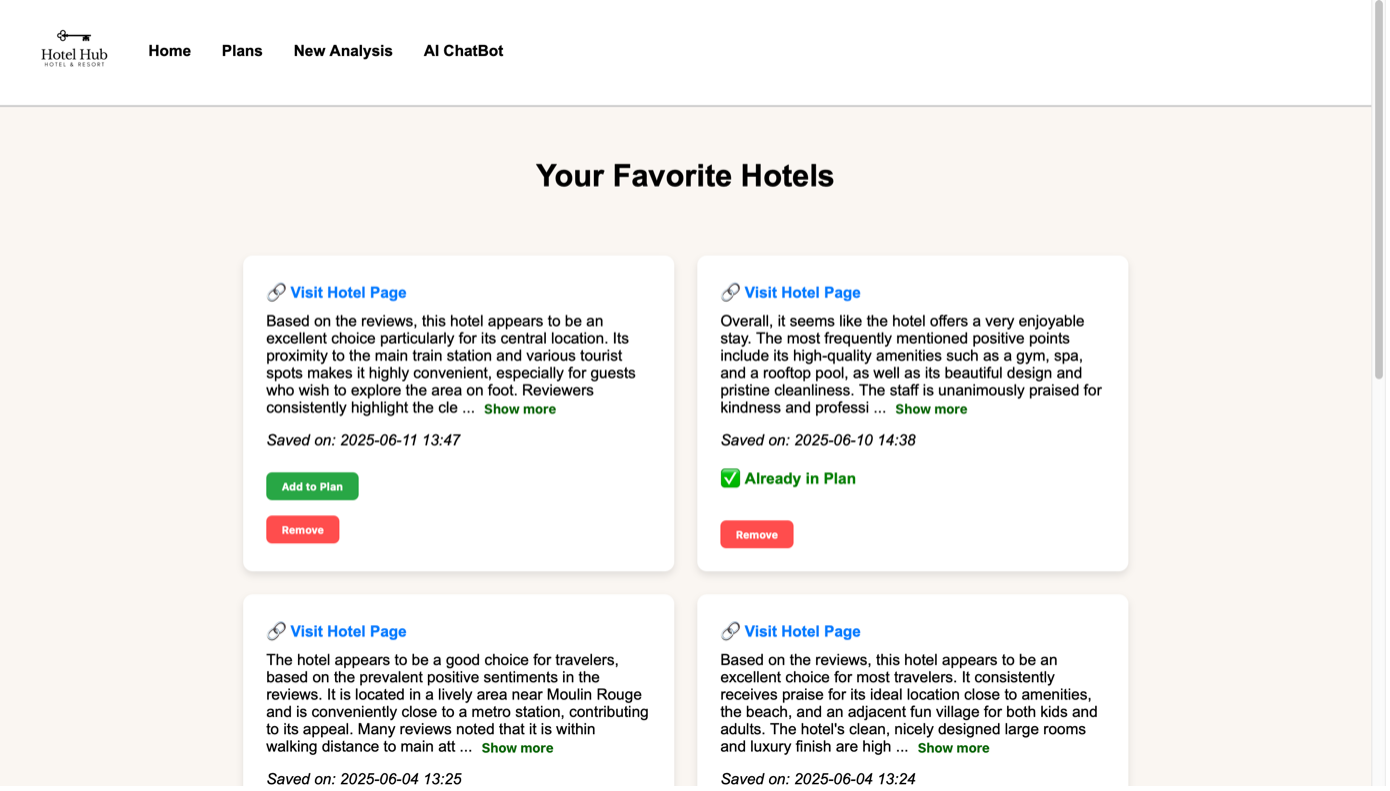 Hotel Hub
HOTEL & RESORT
Home
Plans
New Analysis
AI ChatBot
Your Favorite Hotels
Visit Hotel Page
Based on the reviews, this hotel appears to be an
excellent choice particularly for its central location. Its
proximity to the main train station and various tourist
spots makes it highly convenient, especially for guests
who wish to explore the area on foot. Reviewers
consistently highlight the cle ... Show more
Saved on: 2025-06-11 13:47
Add to Plan
Remove
Visit Hotel Page
Overall, it seems like the hotel offers a very enjoyable
stay. The most frequently mentioned positive points
include its high-quality amenities such as a gym, spa,
and a rooftop pool, as well as its beautiful design and
pristine cleanliness. The staff is unanimously praised for
kindness and professi ... Show more
Saved on: 2025-06-10 14:38
Already in Plan
Remove
Visit Hotel Page
The hotel appears to be a good choice for travelers,
based on the prevalent positive sentiments in the
reviews. It is located in a lively area near Moulin Rouge
and is conveniently close to a metro station, contributing
to its appeal. Many reviews noted that it is within
walking distance to main att ... Show more
Saved on: 2025-06-04 13:25
Visit Hotel Page
Based on the reviews, this hotel appears to be an
excellent choice for most travelers. It consistently
receives praise for its ideal location close to amenities,
the beach, and an adjacent fun village for both kids and
adults. The hotel's clean, nicely designed large rooms
and luxury finish are high ... Show more
Saved on: 2025-06-04 13:24